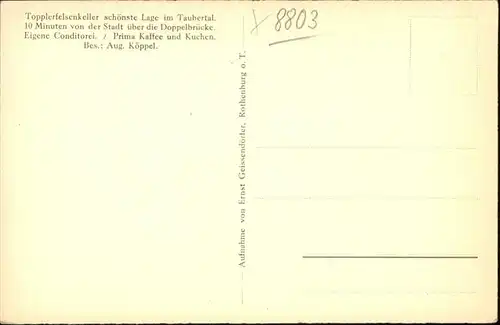 Topplerfelsenkeller schönste Lage im Taubertal.
10 Minuten von der Stadt über die Doppelbrücke.
Eigene Conditorei. / Prima Kaffee und Kuchen.
Bes.: Aug. Köppel.
8803
Aufnahme von Ernst Geissendörfer, Rothenburg o. T.